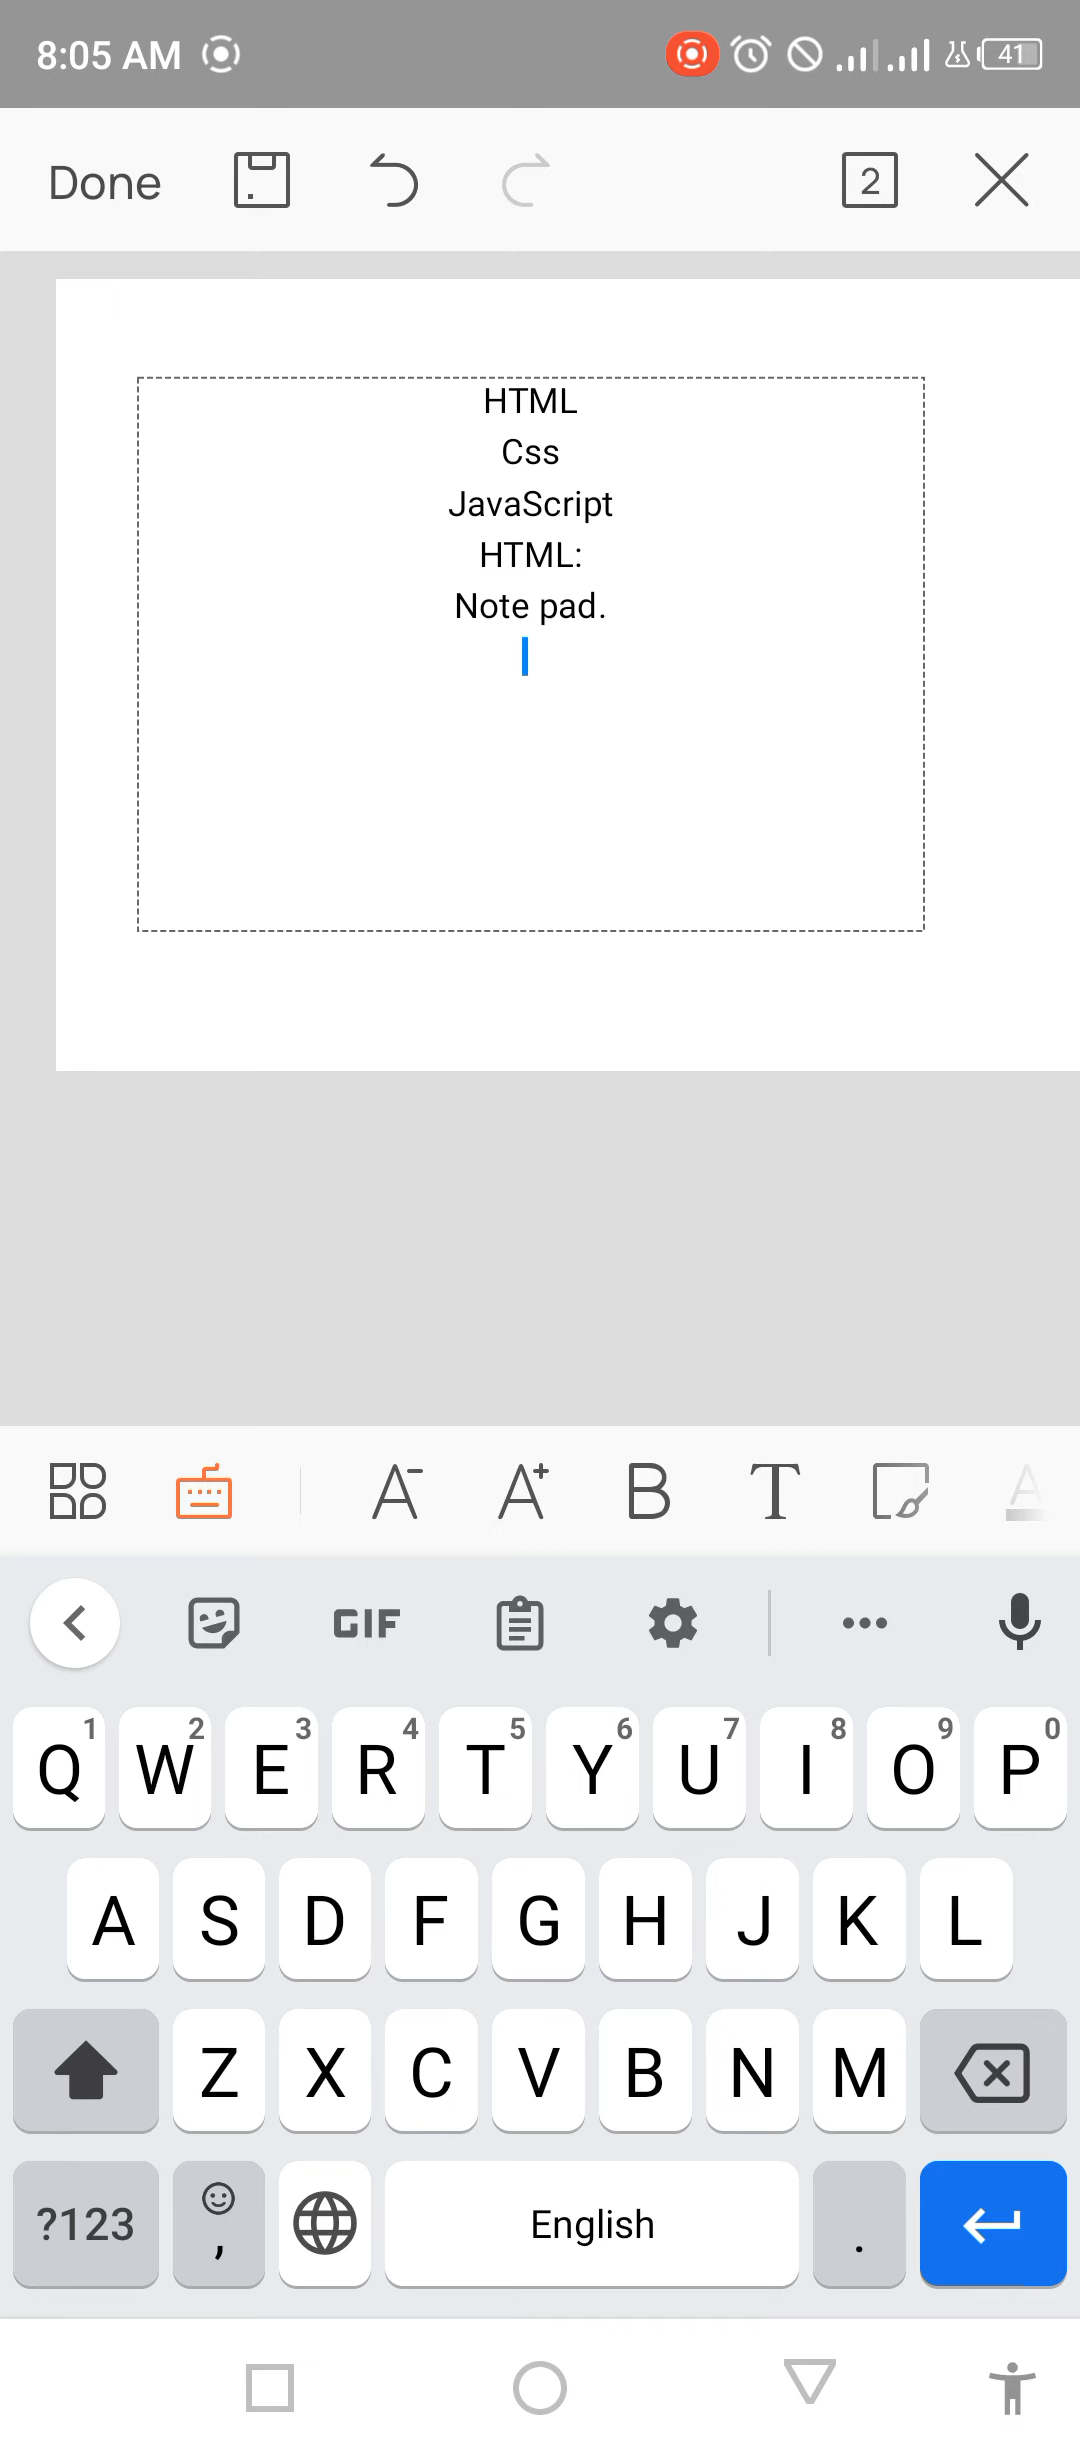 8:05 AM
41
Done
2
HTML
Css
JavaScript
HTML:
Note pad.
A- A+ B T A
GIF
1 2 3 4 5 6 7 8 9 0
Q W E R T Y U I O P
A S D F G H J K L
Z X C V B N M
?123 , English .